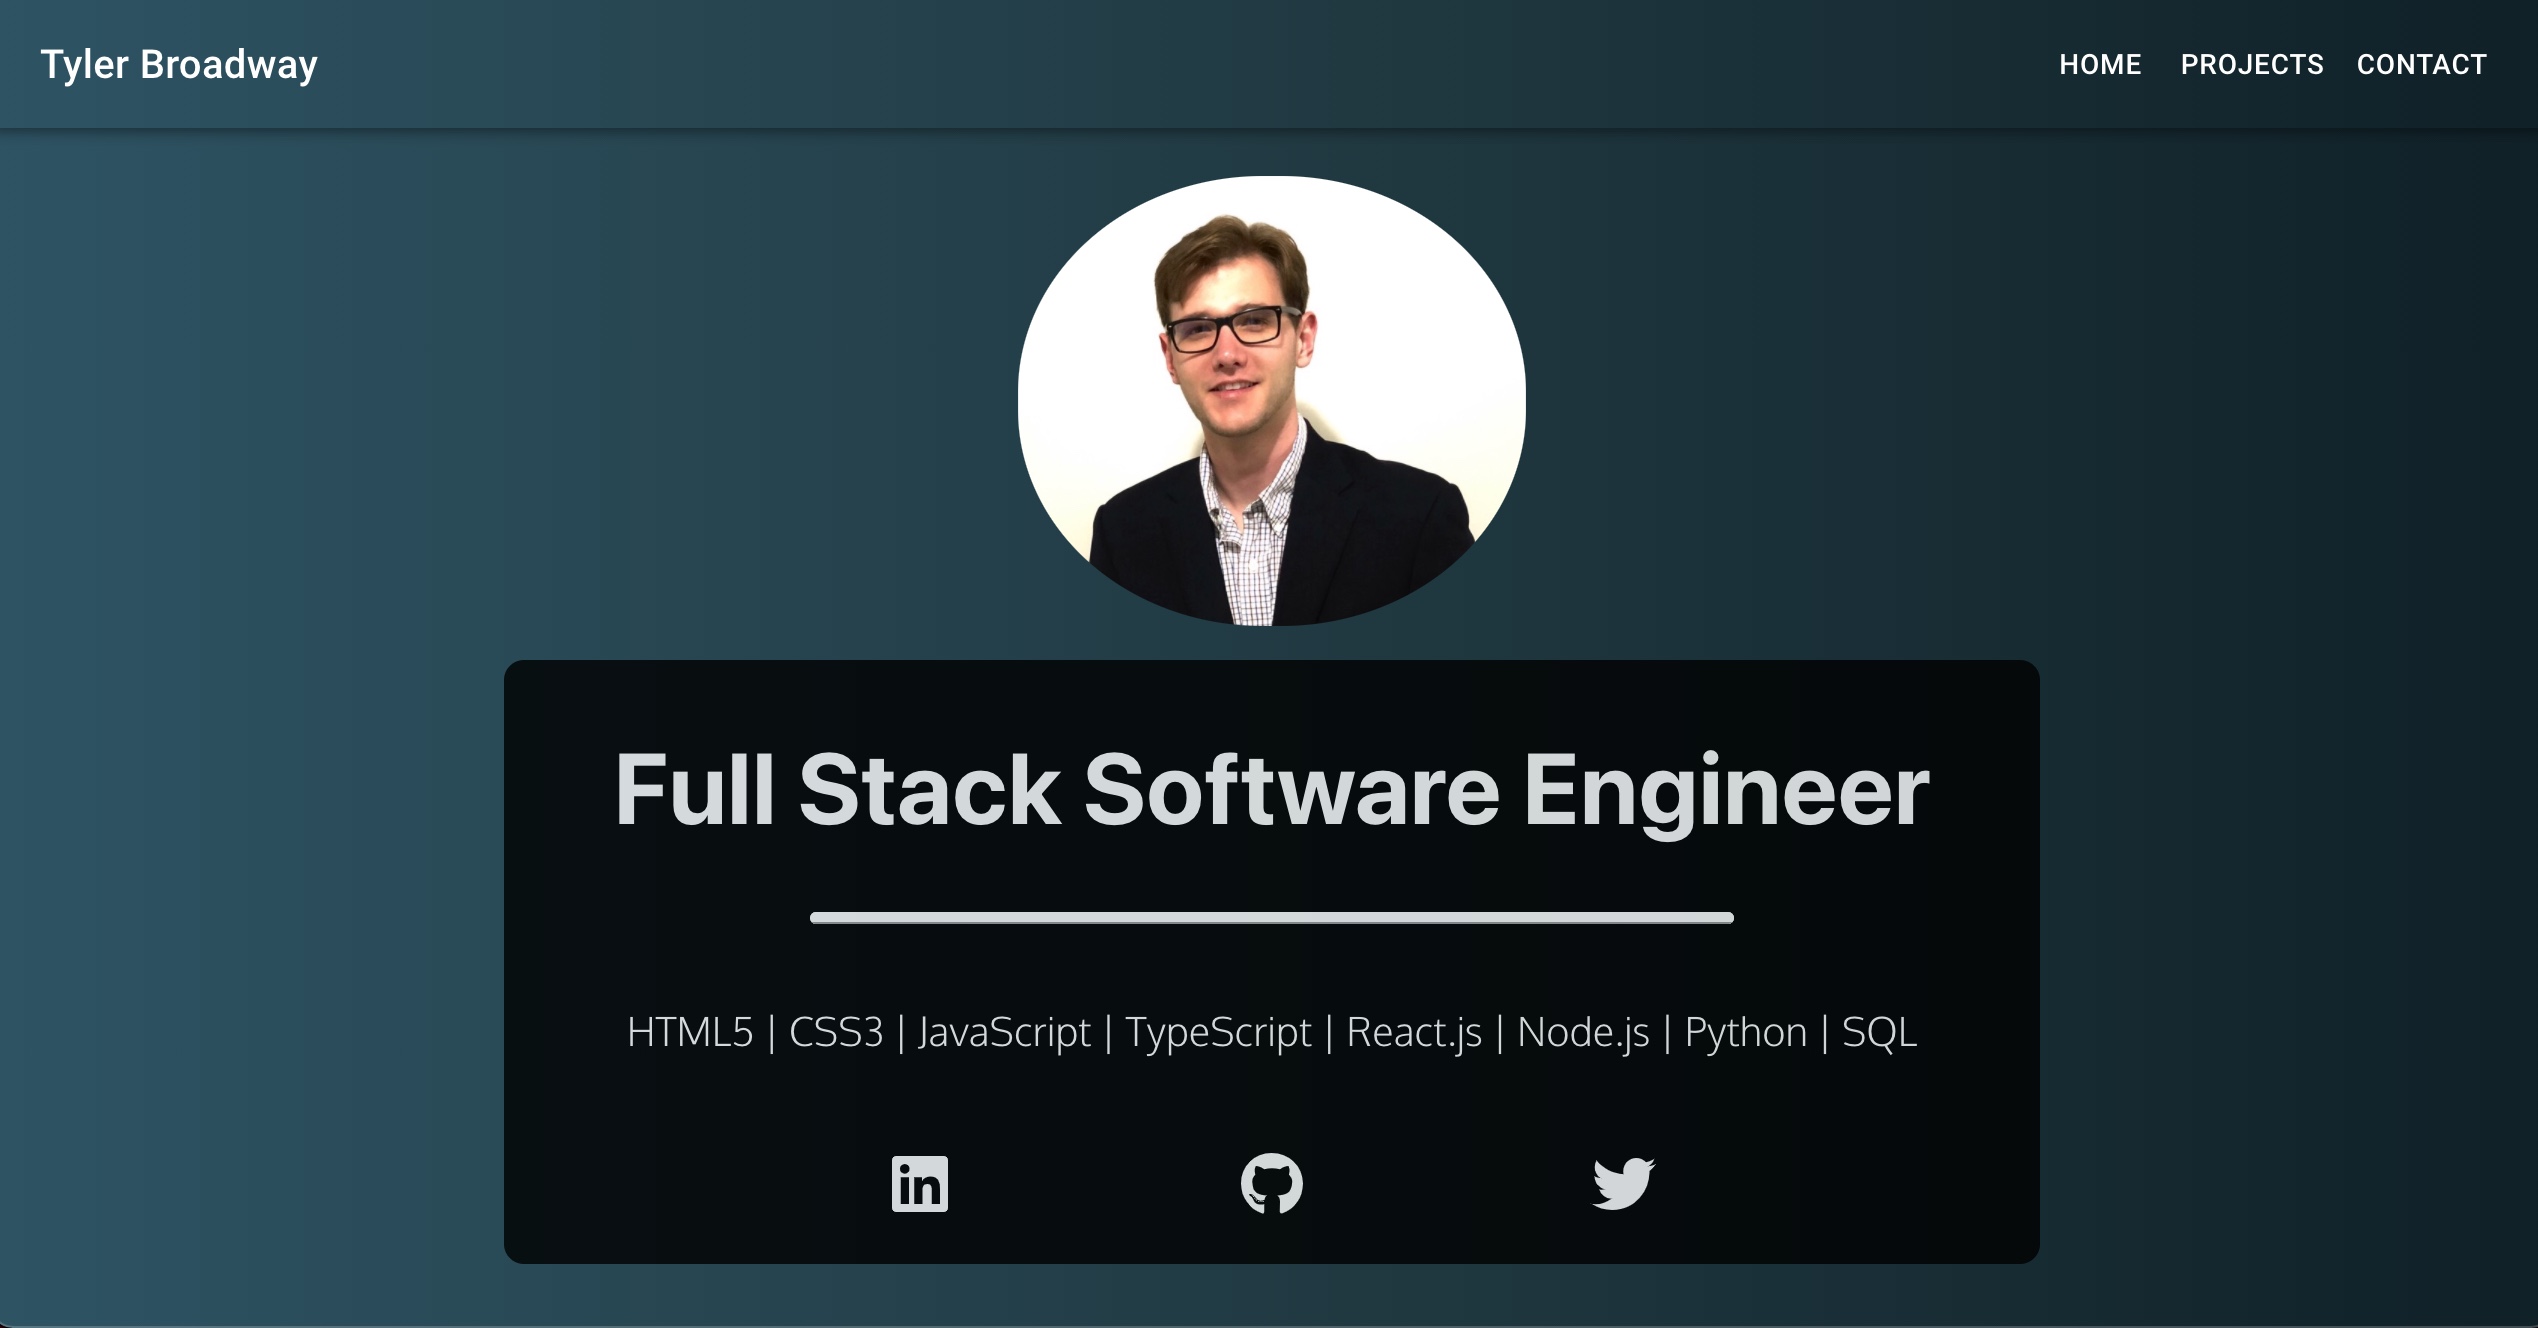 Tyler Broadway
HOME PROJECTS CONTACT
Full Stack Software Engineer
HTML5 | CSS3 | JavaScript | TypeScript | React.js | Node.js | Python | SQL
in